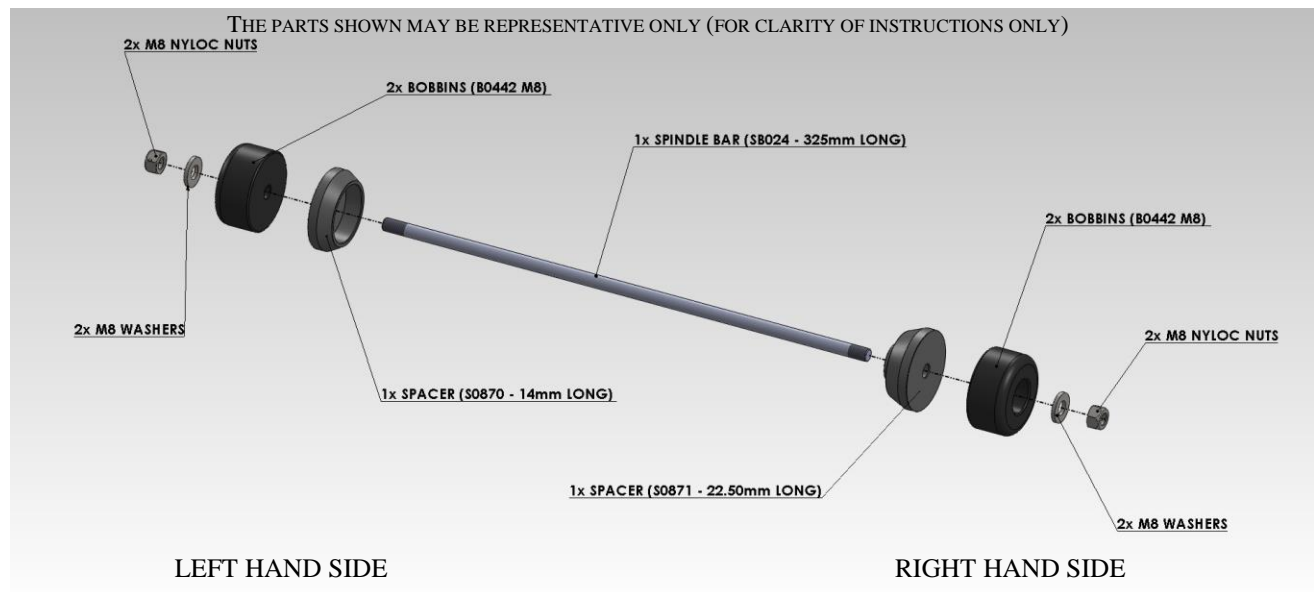 THE PARTS SHOWN MAY BE REPRESENTATIVE ONLY (FOR CLARITY OF INSTRUCTIONS ONLY)
2x M8 NYLOC NUTS
2x BOBBINS (B0442 M8)
1x SPINDLE BAR (SB024 - 325mm LONG)
2x BOBBINS (B0442 M8)
2x M8 WASHERS
2x M8 NYLOC NUTS
1x SPACER (S0870 - 14mm LONG)
1x SPACER (S0871 - 22.50mm LONG)
2x M8 WASHERS
LEFT HAND SIDE
RIGHT HAND SIDE